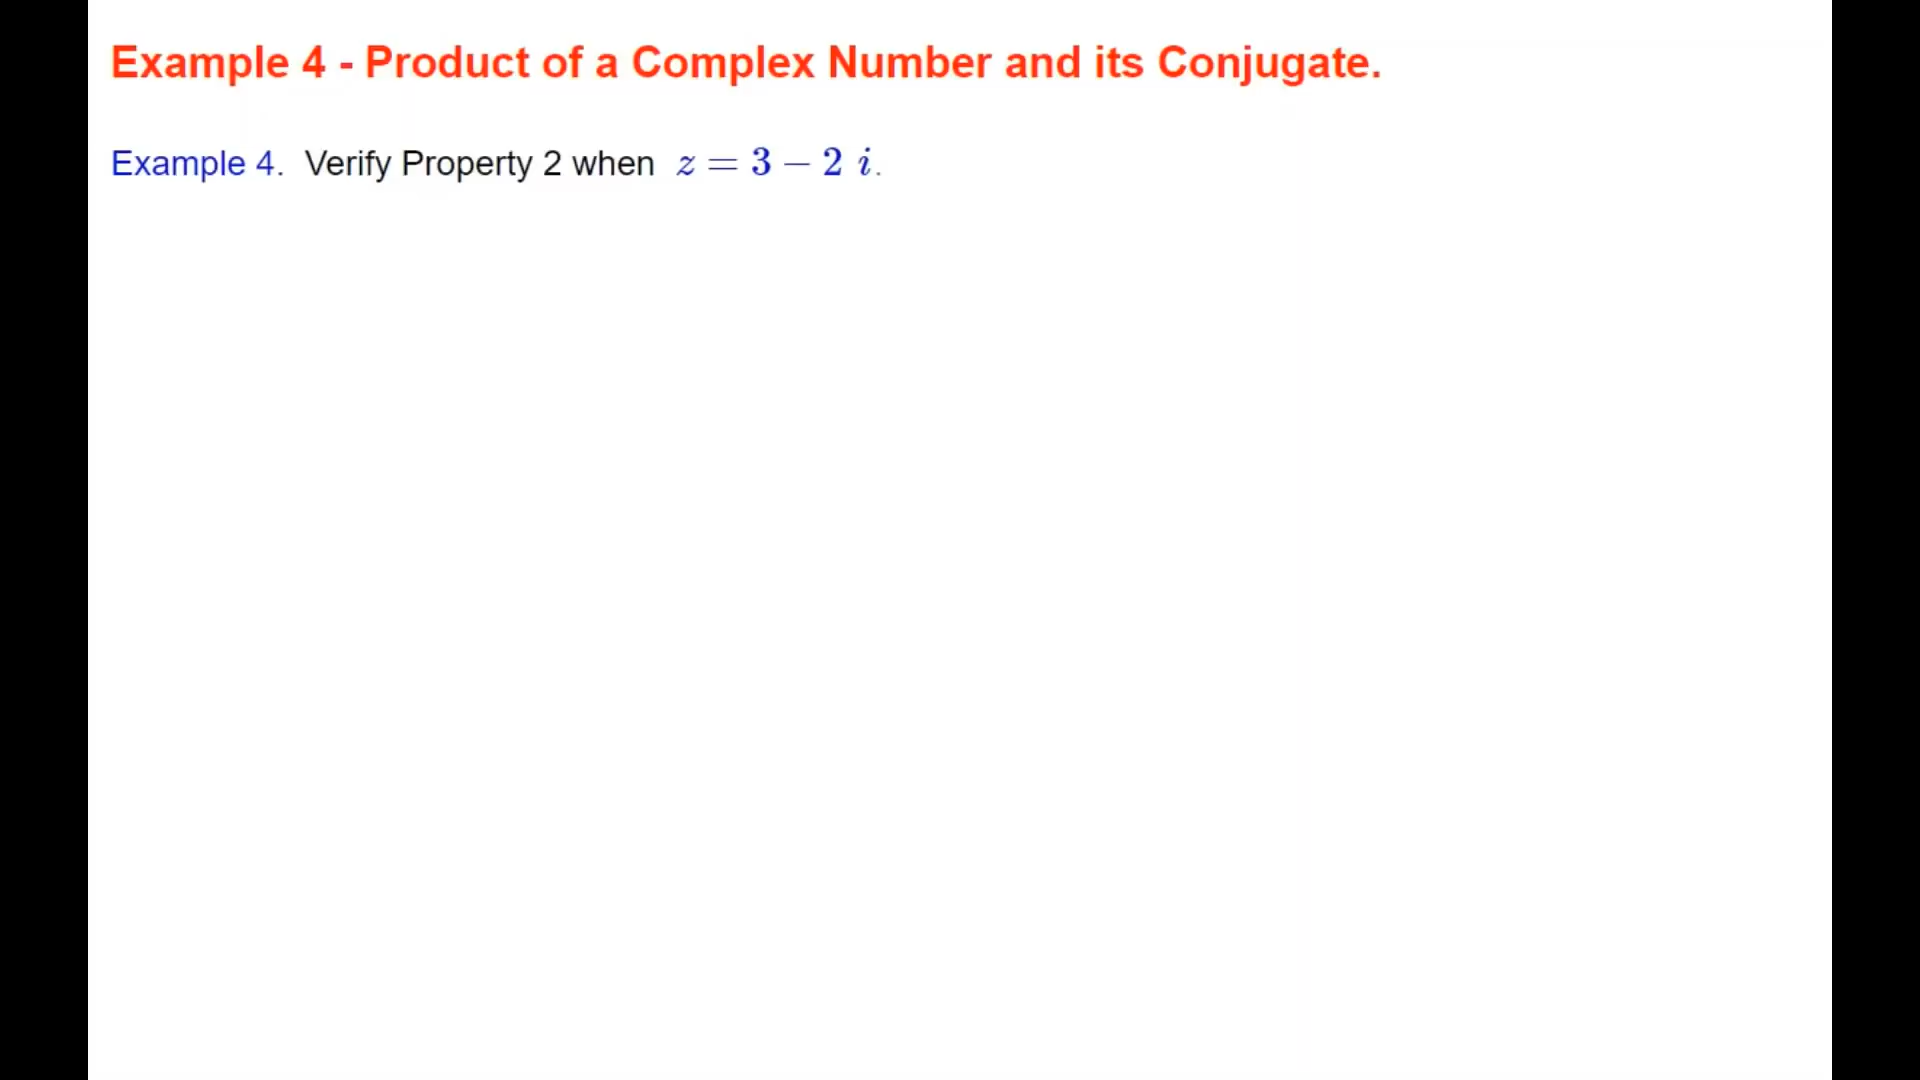 Example 4 - Product of a Complex Number and its Conjugate.
Example 4. Verify Property 2 when z = 3 − 2 i.